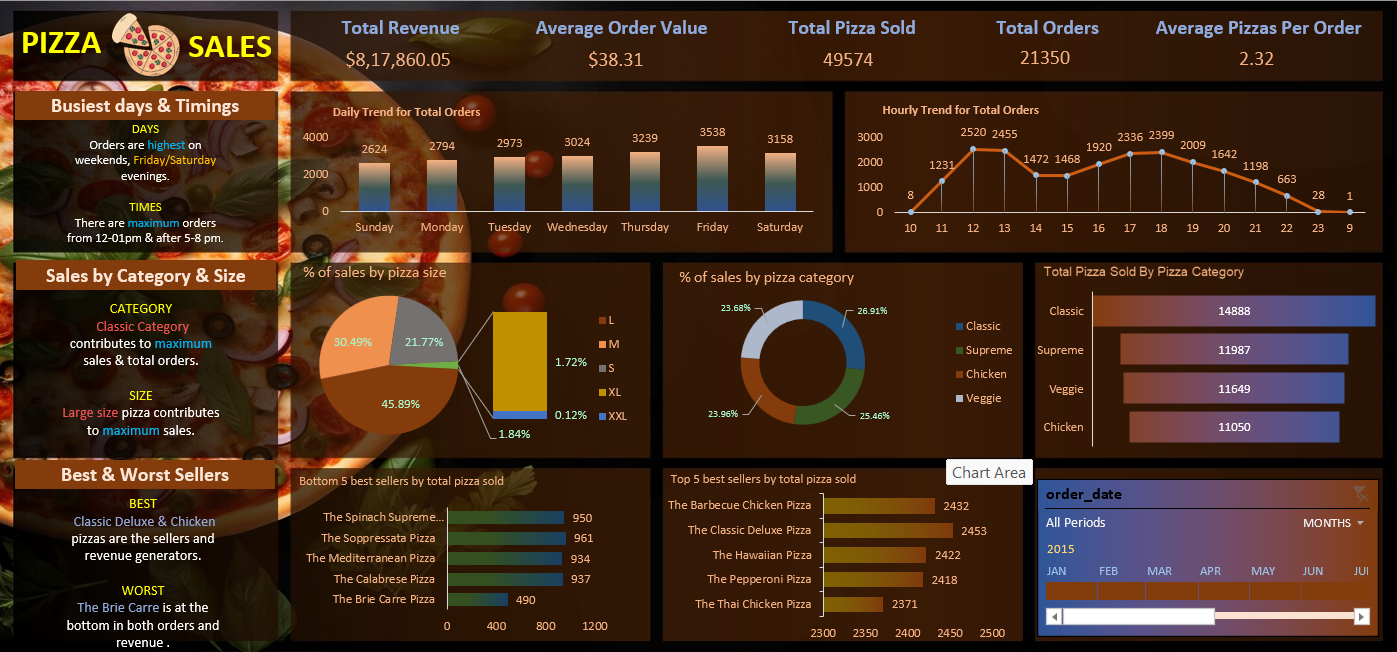 PIZZA SALES
Total Revenue
$8,17,860.05
Average Order Value
$38.31
Total Pizza Sold
49574
Total Orders
21350
Average Pizzas Per Order
2.32
Busiest days & Timings
DAYS
Orders are highest on
weekends, Friday/Saturday
evenings.
TIMES
There are maximum orders
from 12-01pm & after 5-8 pm.
Daily Trend for Total Orders
4000
2000
0
2624
2794
2973
3024
3239
3538
3158
Sunday
Monday
Tuesday
Wednesday
Thursday
Friday
Saturday
Hourly Trend for Total Orders
3000
2000
1000
0
8
1231
2520
2455
1472
1468
1920
2336
2399
2009
1642
1198
663
28
1
10
11
12
13
14
15
16
17
18
19
20
21
22
23
9
Sales by Category & Size
CATEGORY
Classic Category
contributes to maximum
sales & total orders.
SIZE
Large size pizza contributes
to maximum sales.
% of sales by pizza size
30.49%
21.77%
45.89%
1.72%
0.12%
1.84%
L
M
S
XL
XXL
% of sales by pizza category
23.68%
26.91%
23.96%
25.46%
Classic
Supreme
Chicken
Veggie
Total Pizza Sold By Pizza Category
Classic
14888
Supreme
11987
Veggie
11649
Chicken
11050
Best & Worst Sellers
BEST
Classic Deluxe & Chicken
pizzas are the sellers and
revenue generators.
WORST
The Brie Carre is at the
bottom in both orders and
revenue .
Bottom 5 best sellers by total pizza sold
The Spinach Supreme...
950
The Soppressata Pizza
961
The Mediterranean Pizza
934
The Calabrese Pizza
937
The Brie Carre Pizza
490
0
400
800
1200
Top 5 best sellers by total pizza sold
The Barbecue Chicken Pizza
2432
The Classic Deluxe Pizza
2453
The Hawaiian Pizza
2422
The Pepperoni Pizza
2418
The Thai Chicken Pizza
2371
2300
2350
2400
2450
2500
Chart Area
order_date
All Periods
MONTHS
2015
JAN
FEB
MAR
APR
MAY
JUN
JUL